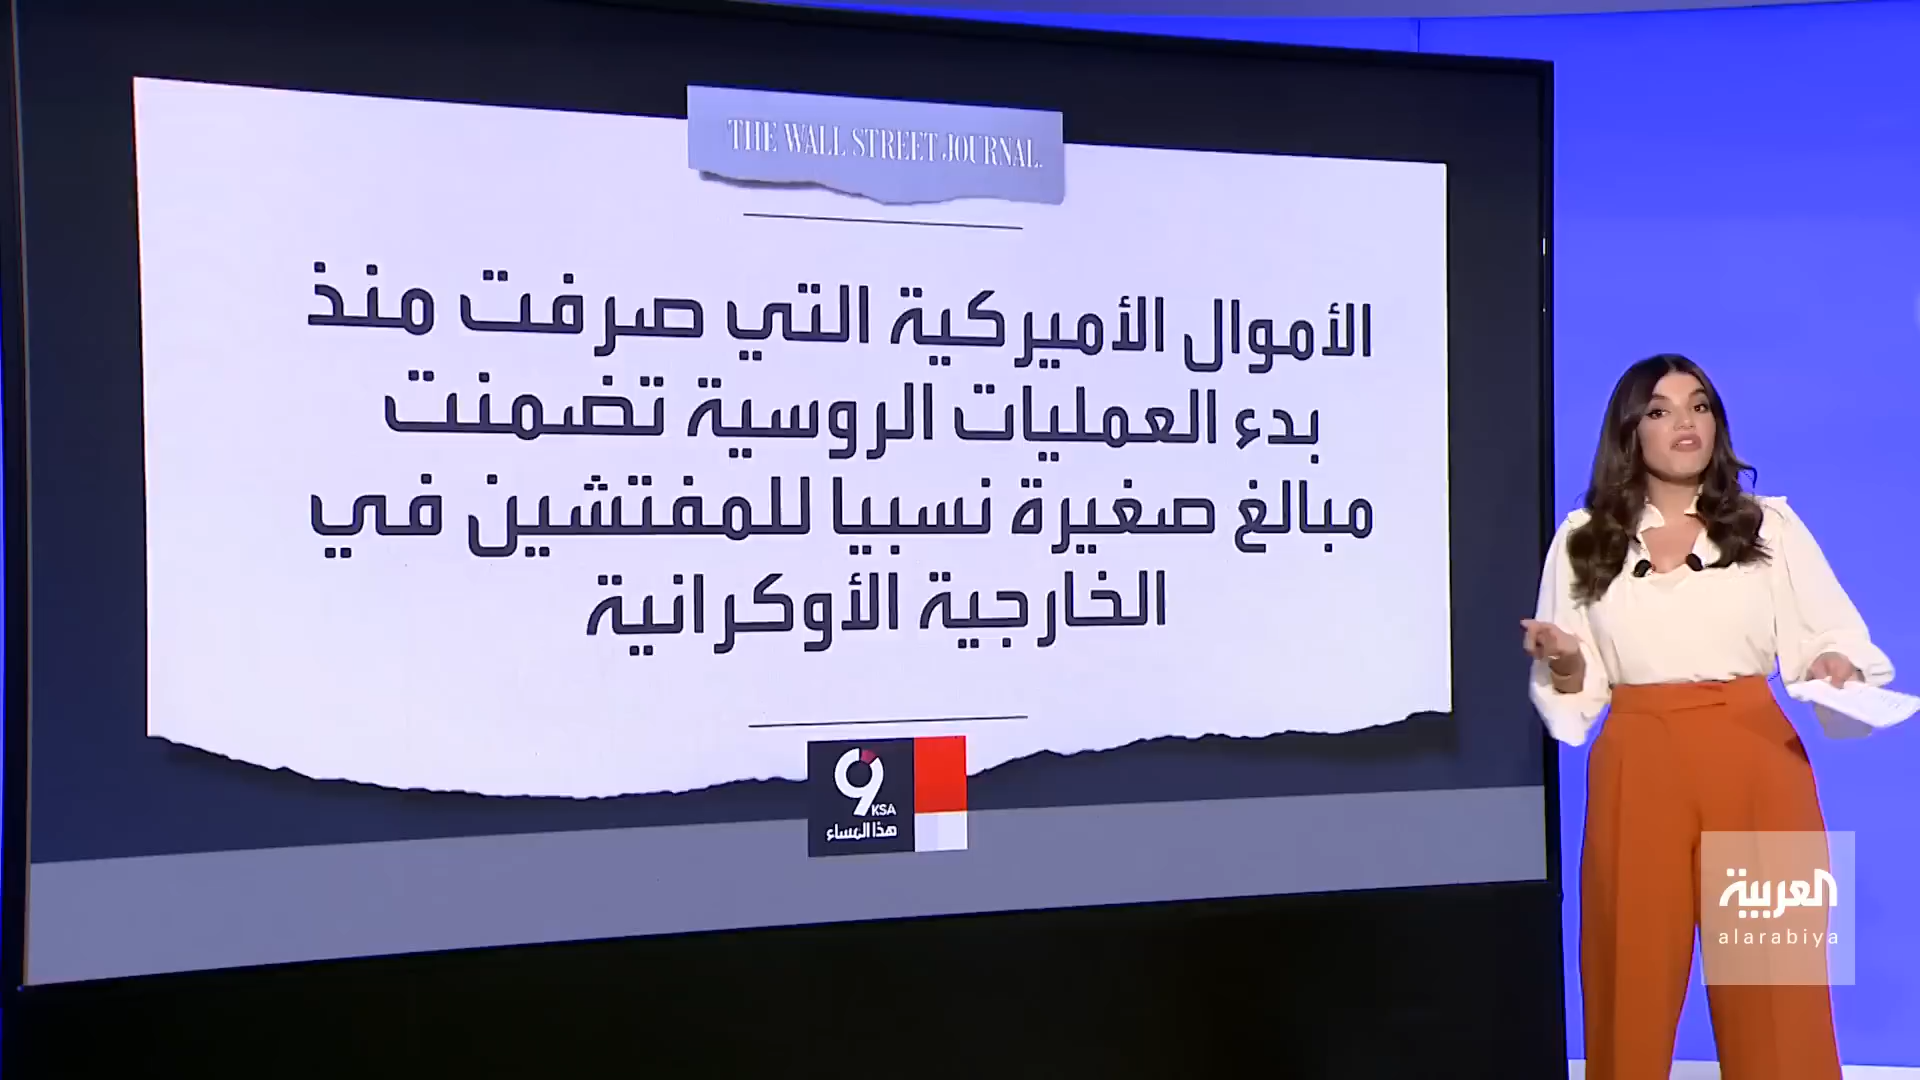 THE WALL STREET JOURNAL.
الأموال الأميركية التي صرفت منذ
بدء العمليات الروسية تضمنت
مبالغ صغيرة نسبيا للمفتشين في
الخارجية الأوكرانية
9
KSA
هذا المساء
العربية
alarabiya